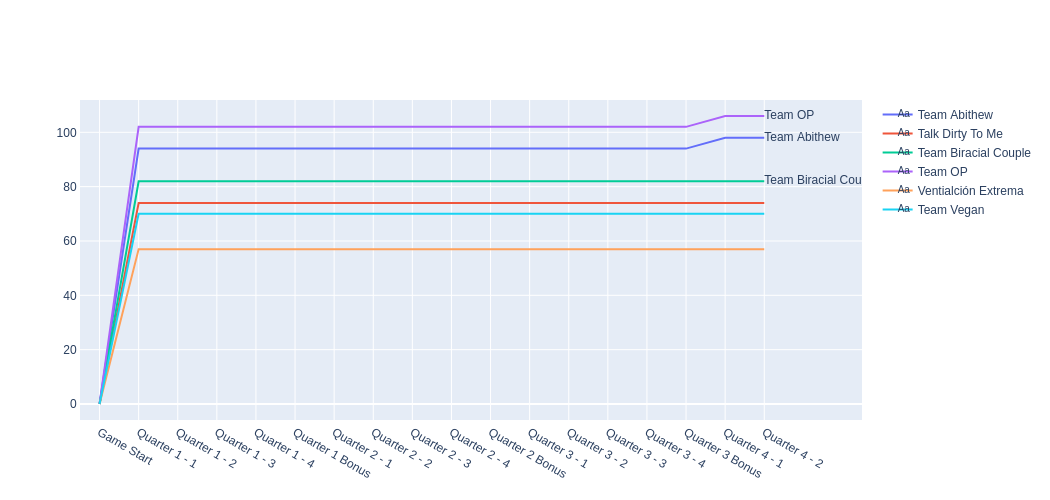 100
80
60
40
20
0
Team OP
Team Abithew
Team Biracial Cou
Game Start
Quarter 1 - 1
Quarter 1 - 2
Quarter 1 - 3
Quarter 1 - 4
Quarter 1 Bonus
Quarter 2 - 1
Quarter 2 - 2
Quarter 2 - 3
Quarter 2 - 4
Quarter 2 Bonus
Quarter 3 - 1
Quarter 3 - 2
Quarter 3 - 3
Quarter 3 - 4
Quarter 3 Bonus
Quarter 4 - 1
Quarter 4 - 2
Aa Team Abithew
Aa Talk Dirty To Me
Aa Team Biracial Couple
Aa Team OP
Aa Ventialción Extrema
Aa Team Vegan